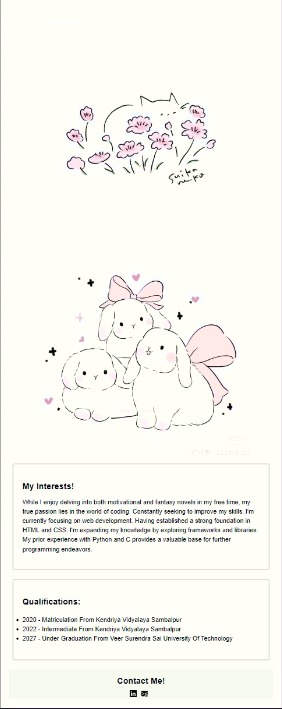 My Interests!
While I enjoy delving into both motivational and fantasy novels in my free time, my
true passion lies in the world of coding. Constantly seeking to improve my skills. I'm
currently focusing on web development. Having established a strong foundation in
HTML and CSS, I'm expanding my knowledge by exploring frameworks and libraries.
My prior experience with Python and C provides a valuable base for further
programming endeavors.
Qualifications:
2020 - Matriculation From Kendriya Vidyalaya Sambalpur
2022 - Intermediate From Kendriya Vidyalaya Sambalpur
2027 - Under Graduation From Veer Surendra Sai University Of Technology
Contact Me!